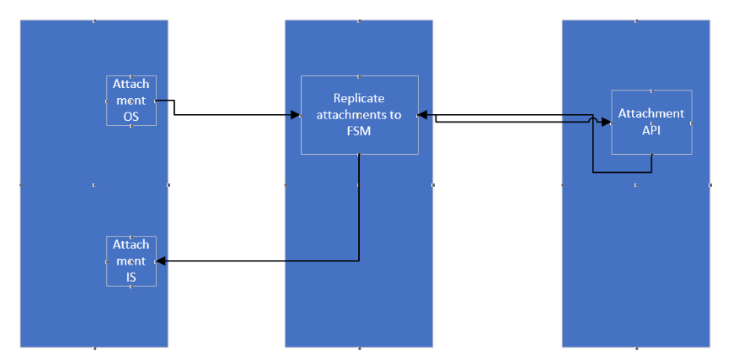 Attach
ment
OS
Replicate
attachments to
FSM
Attachment
API
Attach
ment
IS